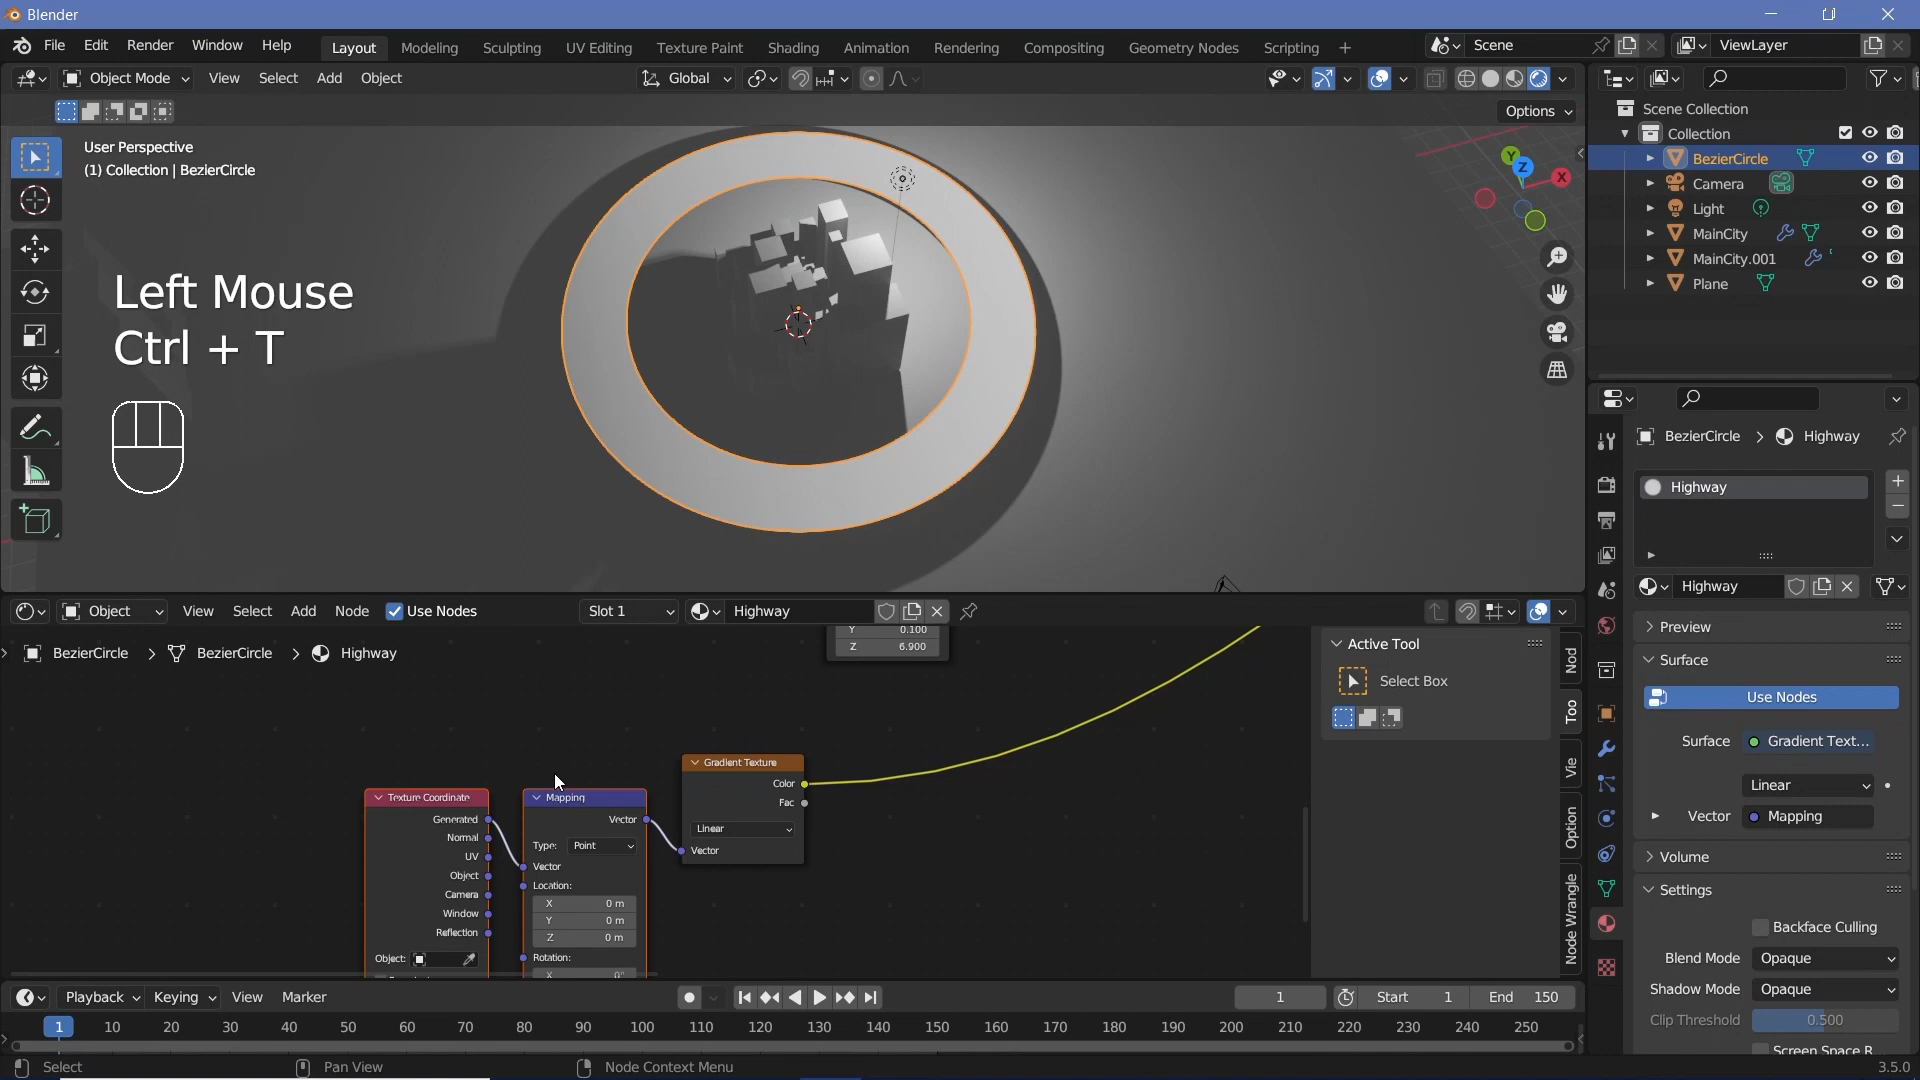 Blender
File Edit Render Window Help Layout Modeling Sculpting UV Editing Texture Paint Shading Animation Rendering Compositing Geometry Nodes Scripting + Scene ViewLayer
Object Mode View Select Add Object Global
Options
User Perspective
(1) Collection | BezierCircle
Y
Z
X
Left Mouse
Ctrl + T
Scene Collection
Collection
BezierCircle
Camera
Light
MainCity
MainCity.001
Plane
BezierCircle > Highway
Highway
Highway
Preview
Surface
Use Nodes
Surface Gradient Text...
Linear
Vector Mapping
Volume
Settings
Backface Culling
Blend Mode Opaque
Shadow Mode Opaque
Clip Threshold 0.500
Screen Space R
Object View Select Add Node Use Nodes Slot 1 Highway
BezierCircle > BezierCircle > Highway
Y 0.100
Z 6.900
Texture Coordinate
Generated
Normal
UV
Object
Camera
Window
Reflection
Object:
Mapping
Vector
Type: Point
Vector
Location:
X 0 m
Y 0 m
Z 0 m
Rotation:
X 0°
Gradient Texture
Color
Fac
Linear
Vector
Active Tool
Select Box
Nod
Too
Vie
Option
Node Wrangle
Playback Keying View Marker 1 Start 1 End 150
1 10 20 30 40 50 60 70 80 90 100 110 120 130 140 150 160 170 180 190 200 210 220 230 240 250
Select Pan View Node Context Menu 3.5.0